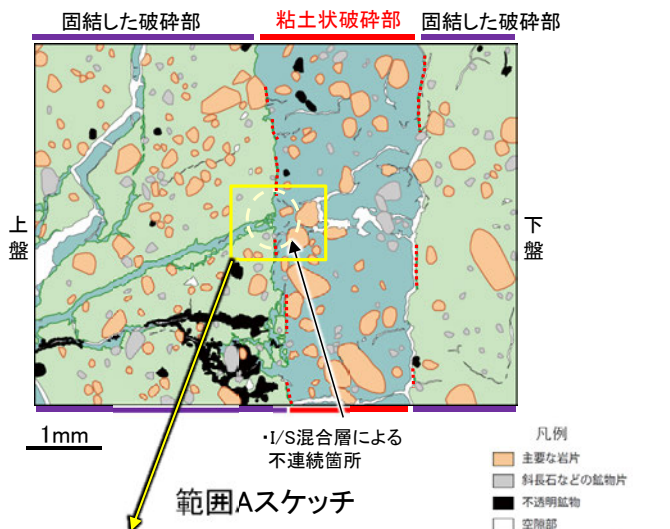 固結した破砕部
粘土状破砕部
固結した破砕部
上盤
下盤
1mm
・I/S混合層による
不連続箇所
範囲Aスケッチ
凡例
主要な岩片
斜長石などの鉱物片
不透明鉱物
空隙部